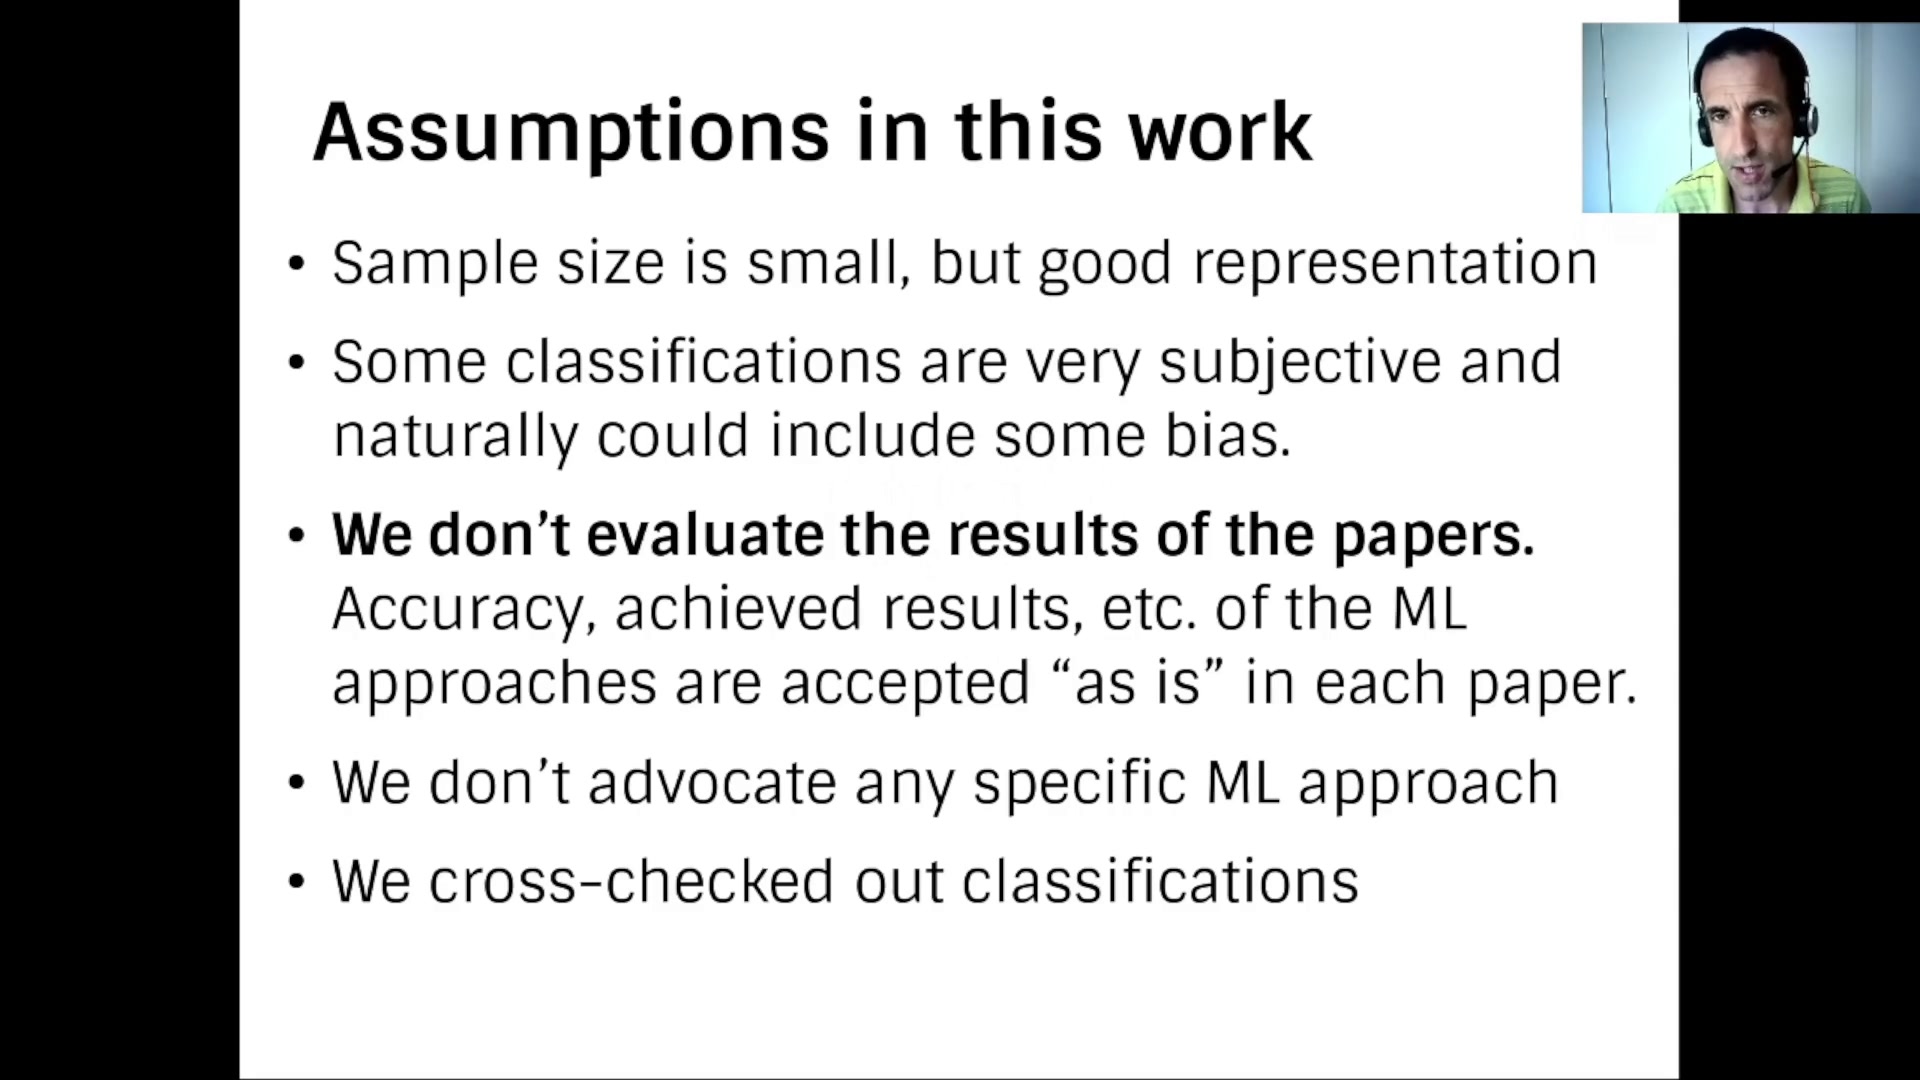 Assumptions in this work
• Sample size is small, but good representation
• Some classifications are very subjective and
naturally could include some bias.
• We don’t evaluate the results of the papers.
Accuracy, achieved results, etc. of the ML
approaches are accepted “as is” in each paper.
• We don’t advocate any specific ML approach
• We cross-checked out classifications